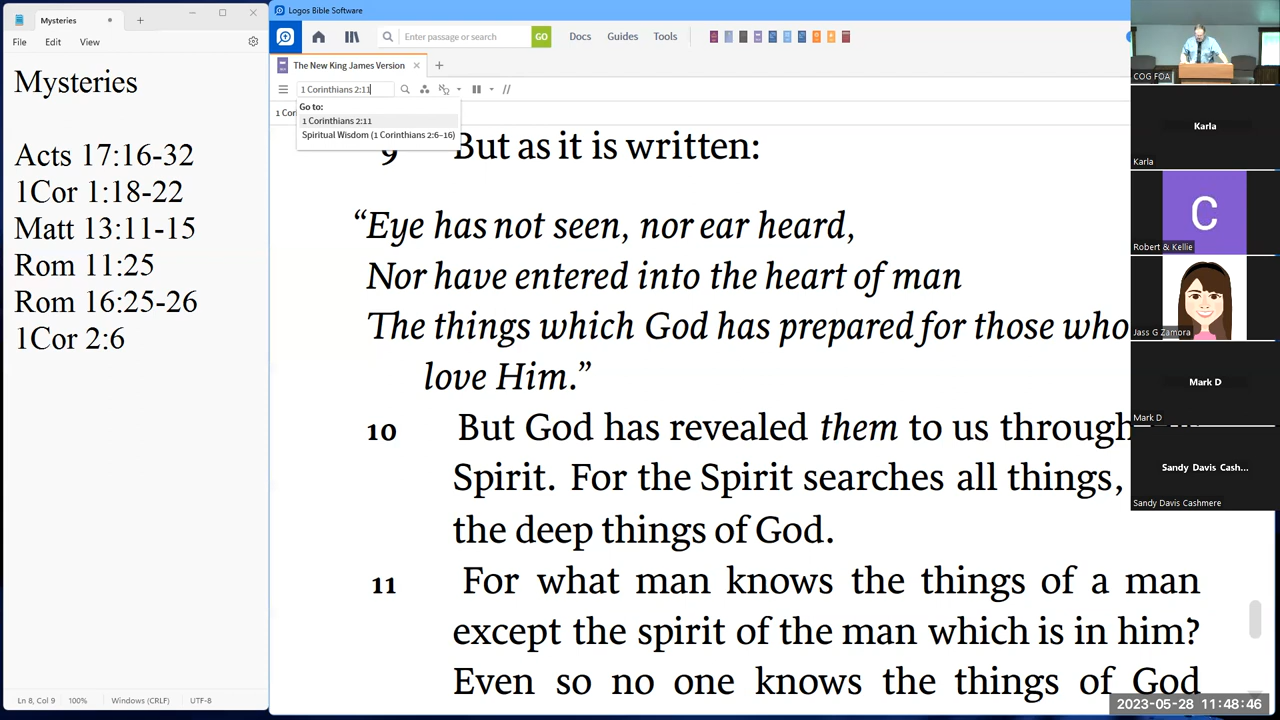 Mysteries
File Edit View
Mysteries
Acts 17:16-32
1Cor 1:18-22
Matt 13:11-15
Rom 11:25
Rom 16:25-26
1Cor 2:6
Ln 8, Col 9 100% Windows (CRLF) UTF-8
Logos Bible Software
Enter passage or search GO Docs Guides Tools
The New King James Version
1 Corinthians 2:11
1 Cor
Go to:
1 Corinthians 2:11
Spiritual Wisdom (1 Corinthians 2:6–16)
9 But as it is written:
“Eye has not seen, nor ear heard,
Nor have entered into the heart of man
The things which God has prepared for those who
love Him.”
10 But God has revealed them to us through
Spirit. For the Spirit searches all things,
the deep things of God.
11 For what man knows the things of a man
except the spirit of the man which is in him?
Even so no one knows the things of God
COG FOA
Karla
Karla
C
Robert & Kellie
Jass G Zamora
Mark D
Mark D
Sandy Davis Cash...
Sandy Davis Cashmere
2023-05-28 11:48:46